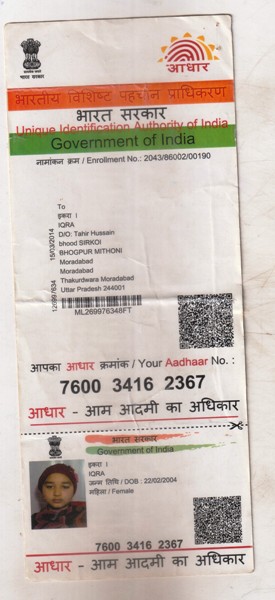 भारत सरकार
आधार
भारतीय विशिष्ट पहचान प्राधिकरण
भारत सरकार
Unique Identification Authority of India
Government of India
नामांकन क्रम / Enrollment No.: 2043/86002/00190
To
इकरा ।
IQRA
D/O: Tahir Hussain
bhood SIRKOI
BHOGPUR MITHONI
Moradabad
Moradabad
Thakurdwara Moradabad
Uttar Pradesh 244001
15/03/2014
ML269976348FT
आपका आधार क्रमांक / Your Aadhaar No. :
7600 3416 2367
आधार - आम आदमी का अधिकार
भारत सरकार
Government of India
इकरा ।
IQRA
जन्म तिथि / DOB : 22/02/2004
महिला / Female
7600 3416 2367
आधार - आम आदमी का अधिकार